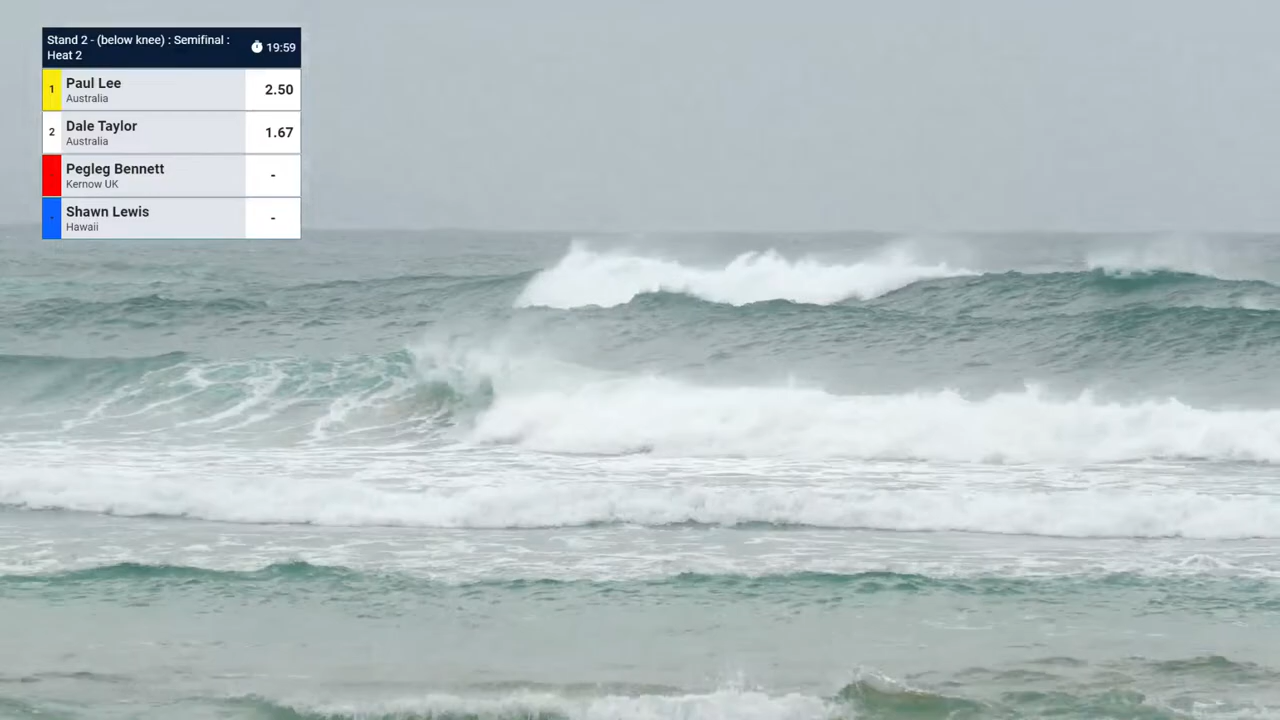 Stand 2 - (below knee) : Semifinal :
Heat 2
19:59
1
Paul Lee
Australia
2.50
2
Dale Taylor
Australia
1.67
Pegleg Bennett
Kernow UK
-
Shawn Lewis
Hawaii
-